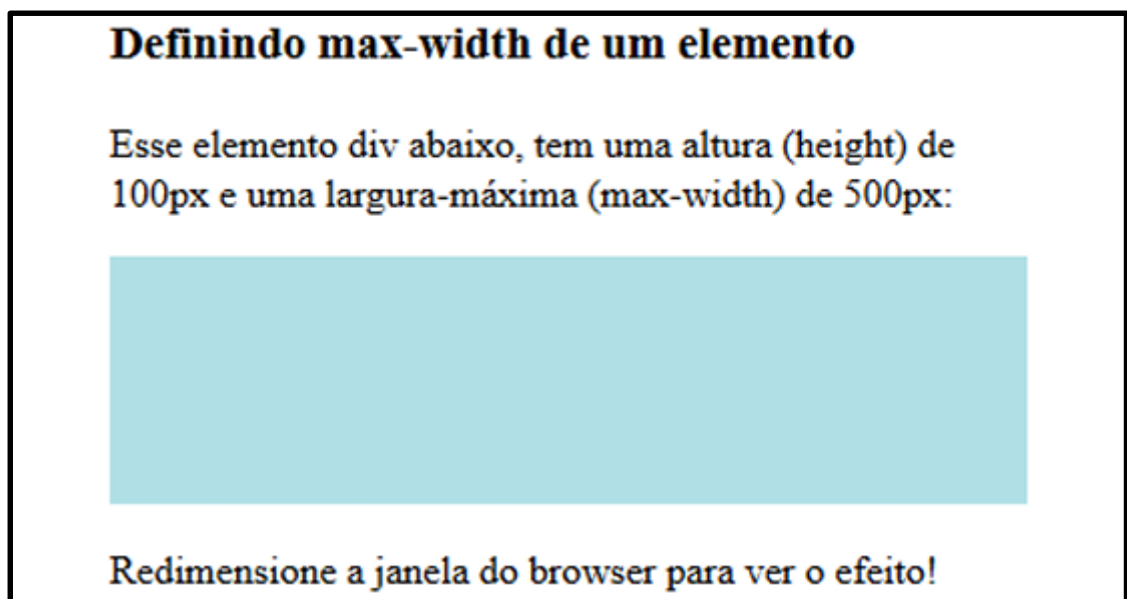 Definindo max-width de um elemento
Esse elemento div abaixo, tem uma altura (height) de
100px e uma largura-máxima (max-width) de 500px:
Redimensione a janela do browser para ver o efeito!